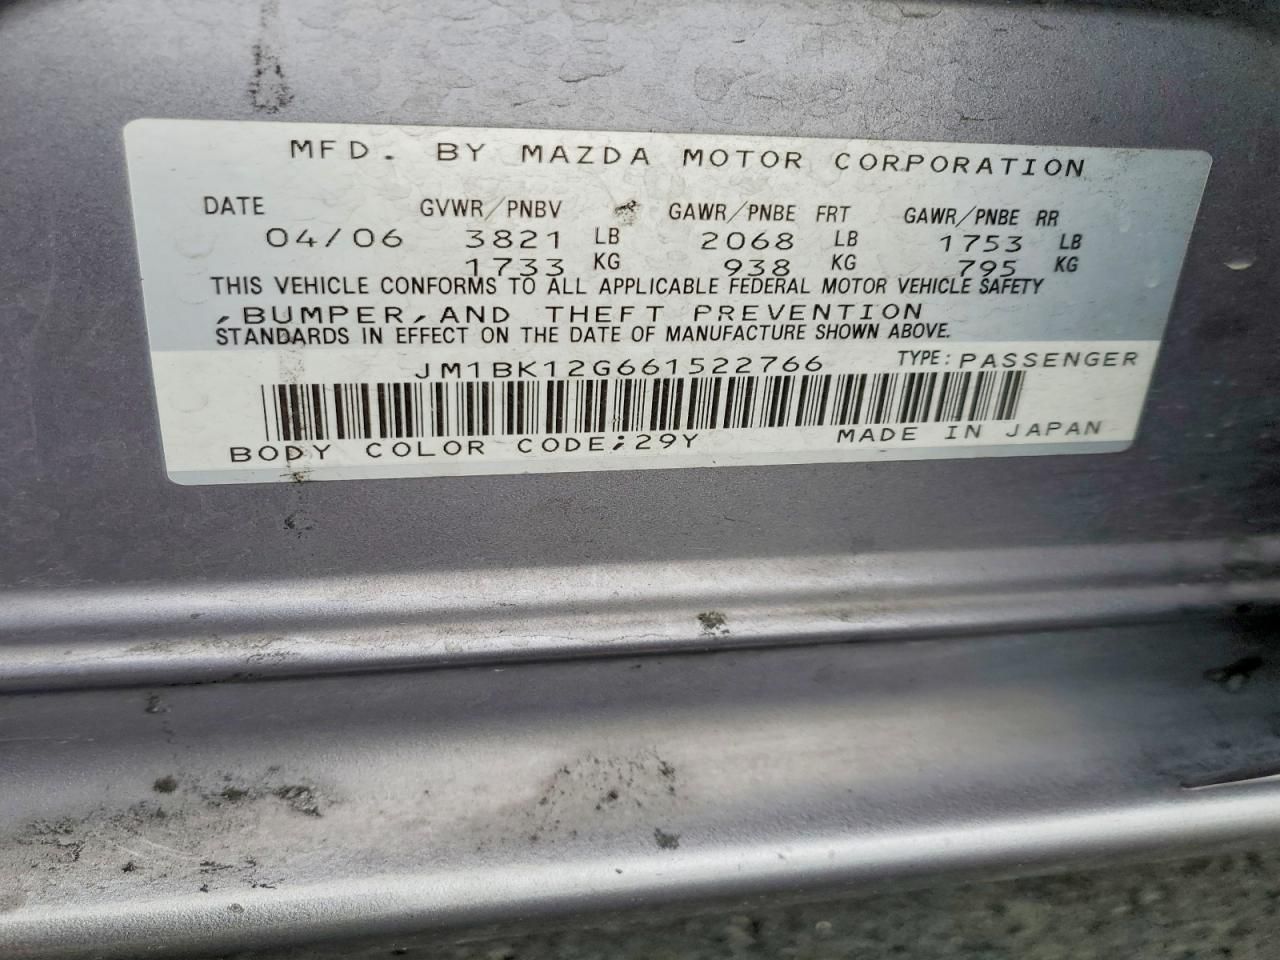 MFD. BY MAZDA MOTOR CORPORATION
DATE GVWR/PNBV GAWR/PNBE FRT GAWR/PNBE RR
04/06 3821 LB 2068 LB 1753 LB
1733 KG 938 KG 795 KG
THIS VEHICLE CONFORMS TO ALL APPLICABLE FEDERAL MOTOR VEHICLE SAFETY
,BUMPER,AND THEFT PREVENTION
STANDARDS IN EFFECT ON THE DATE OF MANUFACTURE SHOWN ABOVE.
JM1BK12G661522766 TYPE: PASSENGER
BODY COLOR CODE;29Y MADE IN JAPAN